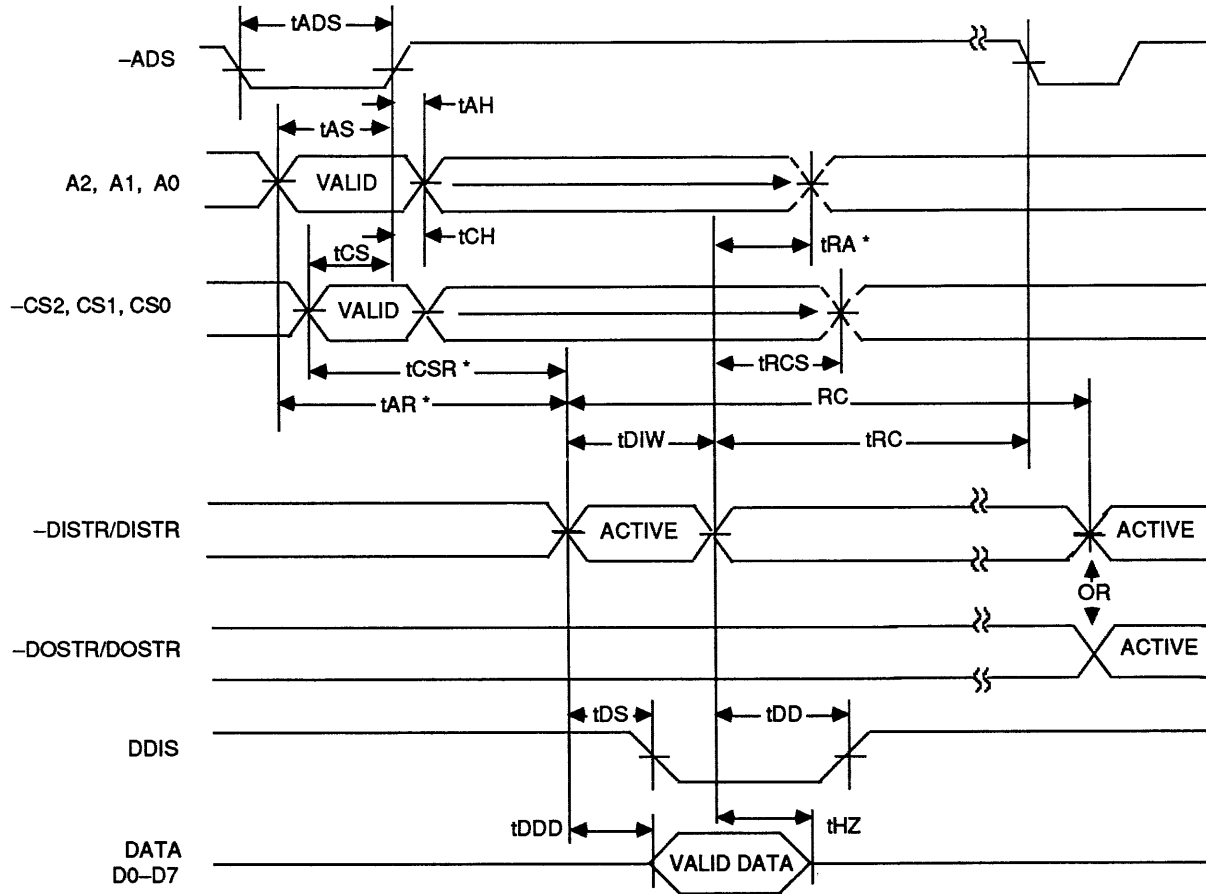 tADS
–ADS
tAH
tAS
A2, A1, A0
VALID
tCS
tCH
tRA *
–CS2, CS1, CS0
VALID
tCSR *
tRCS
tAR *
RC
tDIW
tRC
–DISTR/DISTR
ACTIVE
ACTIVE
OR
–DOSTR/DOSTR
ACTIVE
tDS
tDD
DDIS
tDDD
tHZ
DATA
D0–D7
VALID DATA